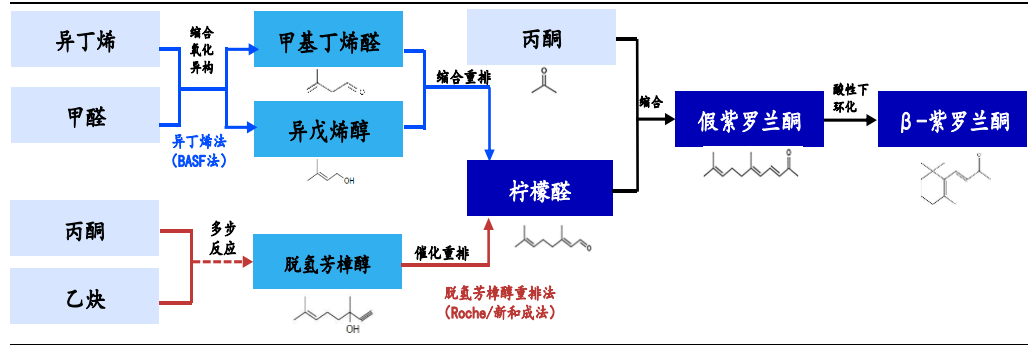 异丁烯
甲醛
缩合
氧化
异构
异丁烯法
(BASF法)
甲基丁烯醛
O
异戊烯醇
OH
缩合重排
丙酮
O
柠檬醛
O
缩合
假紫罗兰酮
O
酸性下
环化
β-紫罗兰酮
O
丙酮
乙炔
多步
反应
脱氢芳樟醇
OH
催化重排
脱氢芳樟醇重排法
(Roche/新和成法)